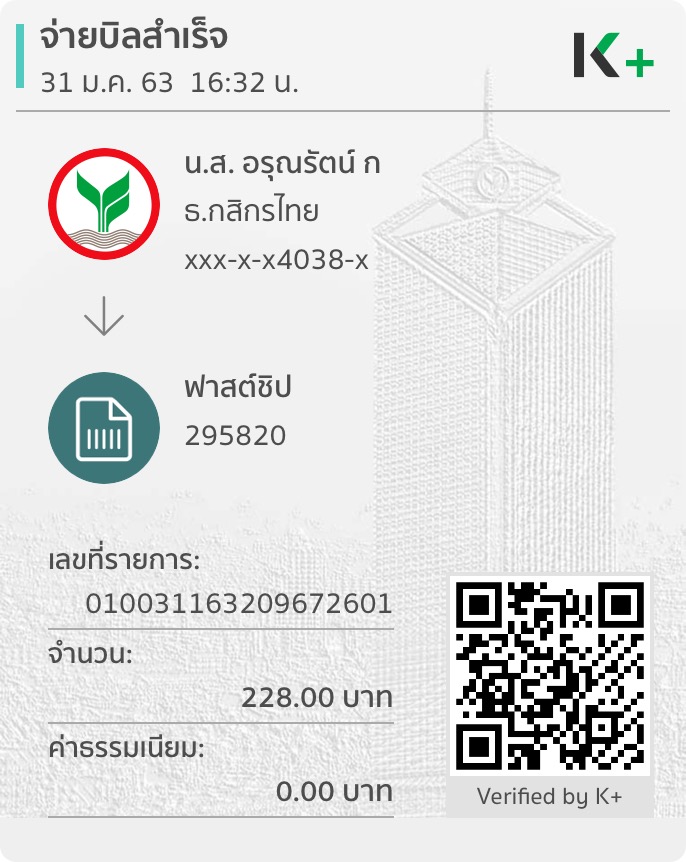 จ่ายบิลสำเร็จ
31 ม.ค. 63 16:32 น.
K+
น.ส. อรุณรัตน์ ก
ธ.กสิกรไทย
xxx-x-x4038-x
ฟาสต์ชิป
295820
เลขที่รายการ:
010031163209672601
จำนวน:
228.00 บาท
ค่าธรรมเนียม:
0.00 บาท
Verified by K+